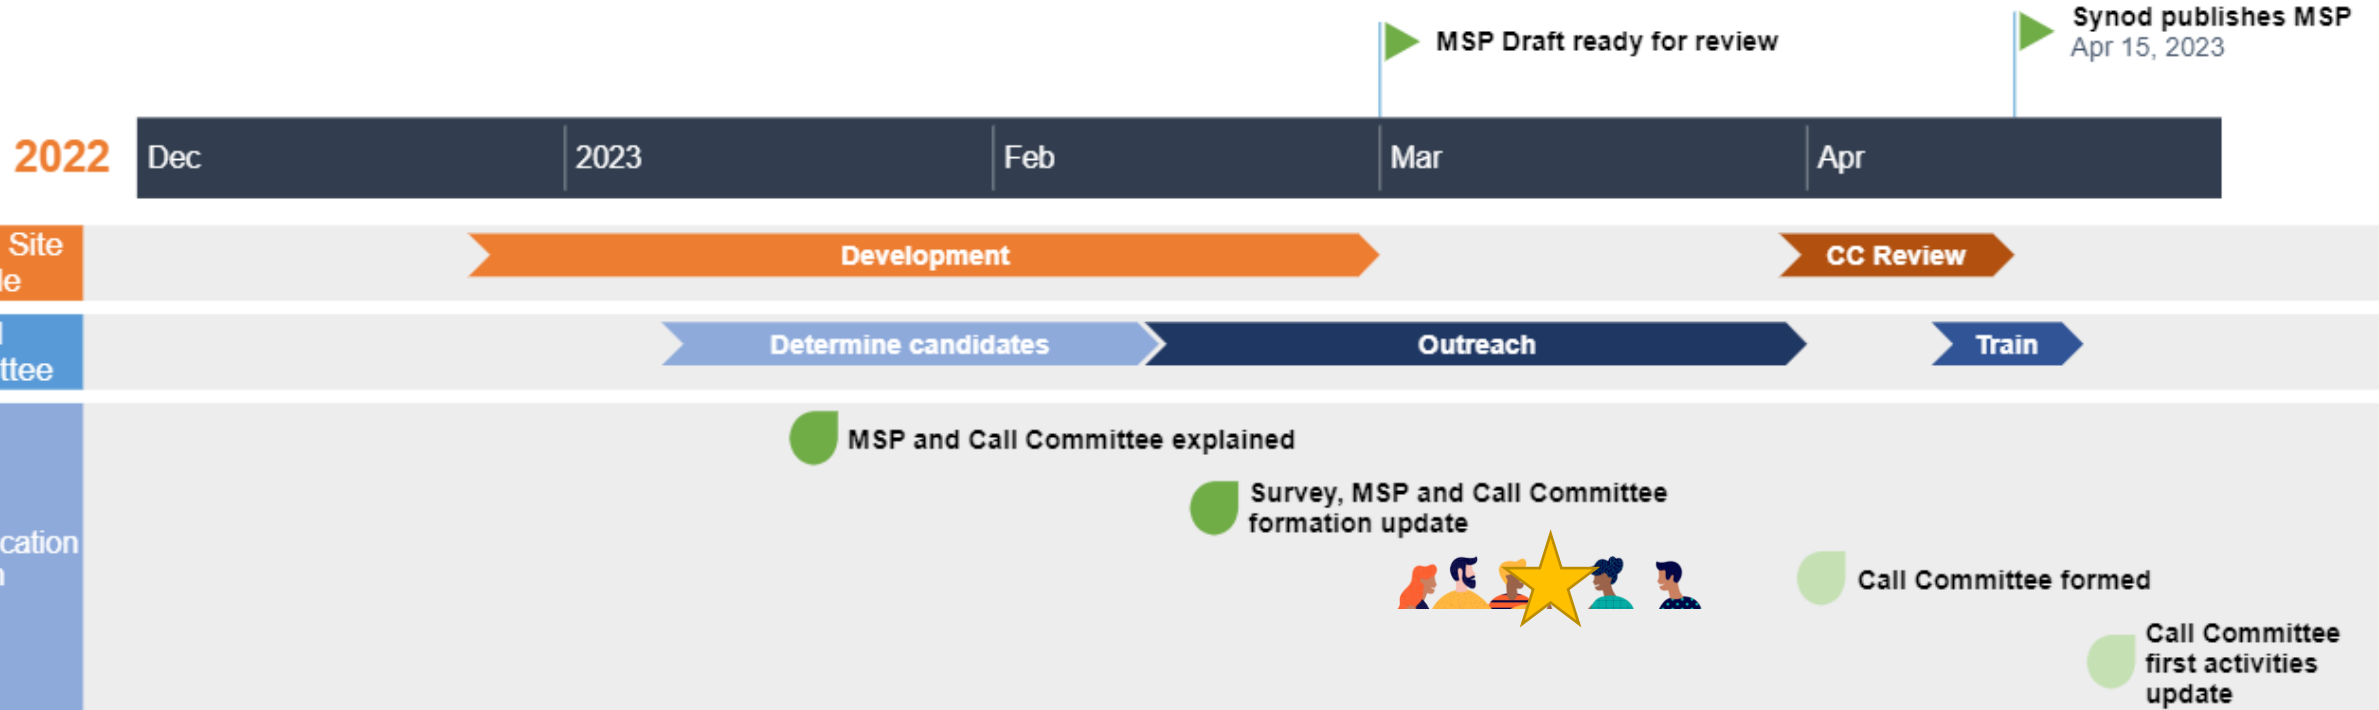 MSP Draft ready for review
Synod publishes MSP
Apr 15, 2023
2022
Dec
2023
Feb
Mar
Apr
Site
le
Development
CC Review
ttee
Determine candidates
Outreach
Train
cation
MSP and Call Committee explained
Survey, MSP and Call Committee
formation update
Call Committee formed
Call Committee
first activities
update